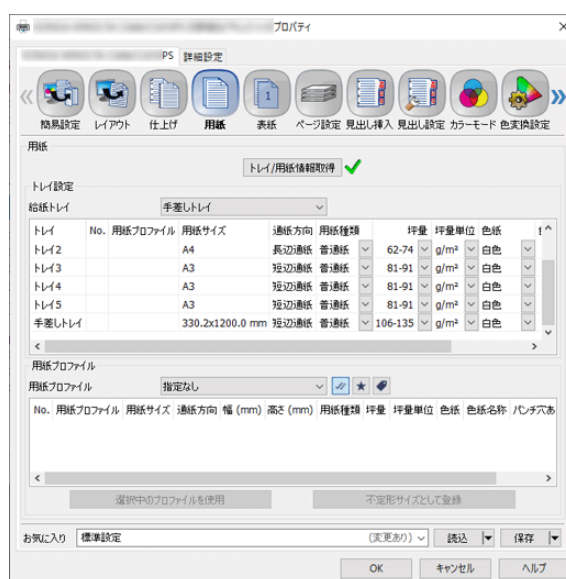 プロパティ
PS 詳細設定
簡易設定 レイアウト 仕上げ 用紙 表紙 ページ設定 見出し挿入 見出し設定 カラーモード 色変換設定
用紙
トレイ/用紙情報取得
トレイ設定
給紙トレイ 手差しトレイ
トレイ No. 用紙プロファイル 用紙サイズ 通紙方向 用紙種類 坪量 坪量単位 色紙
トレイ2 A4 長辺通紙 普通紙 62-74 g/m² 白色
トレイ3 A3 短辺通紙 普通紙 81-91 g/m² 白色
トレイ4 A3 短辺通紙 普通紙 81-91 g/m² 白色
トレイ5 A3 短辺通紙 普通紙 81-91 g/m² 白色
手差しトレイ 330.2x1200.0 mm 短辺通紙 普通紙 106-135 g/m² 白色
用紙プロファイル
用紙プロファイル 指定なし
No. 用紙プロファイル 用紙サイズ 通紙方向 幅 (mm) 高さ (mm) 用紙種類 坪量 坪量単位 色紙 色紙名称 パンチ穴あ
選択中のプロファイルを使用 不定形サイズとして登録
お気に入り 標準設定 (変更あり) 読込 保存
OK キャンセル ヘルプ